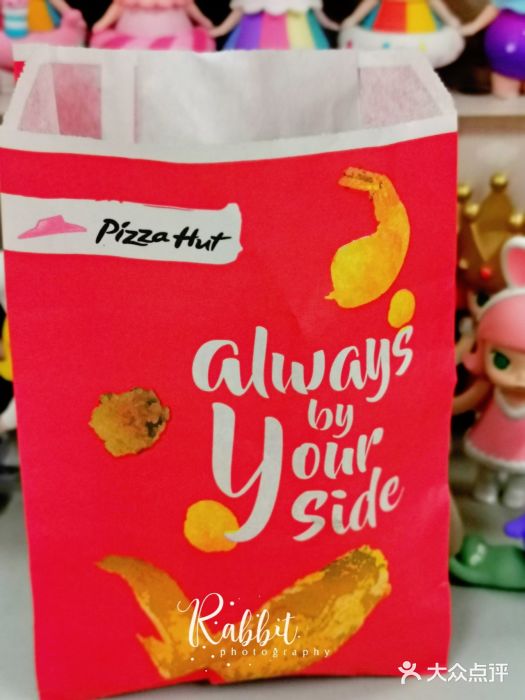 Pizza Hut
always
by
Your
side
Rabbit
photography
大众点评